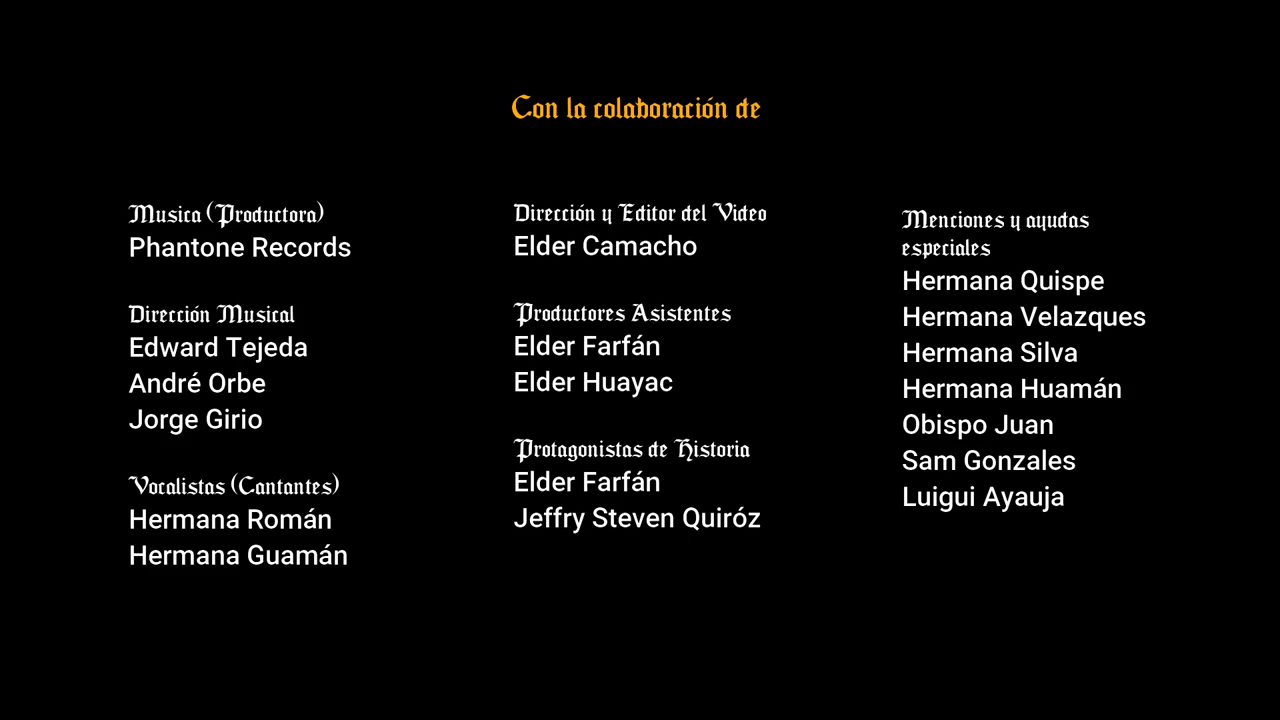 Con la colaboración de
Musica (Productora)
Phantone Records
Dirección Musical
Edward Tejeda
André Orbe
Jorge Girio
Vocalistas (Cantantes)
Hermana Román
Hermana Guamán
Dirección y Editor del Video
Elder Camacho
Productores Asistentes
Elder Farfán
Elder Huayac
Protagonistas de Historia
Elder Farfán
Jeffry Steven Quiróz
Menciones y ayudas
especiales
Hermana Quispe
Hermana Velazques
Hermana Silva
Hermana Huamán
Obispo Juan
Sam Gonzales
Luigui Ayauja